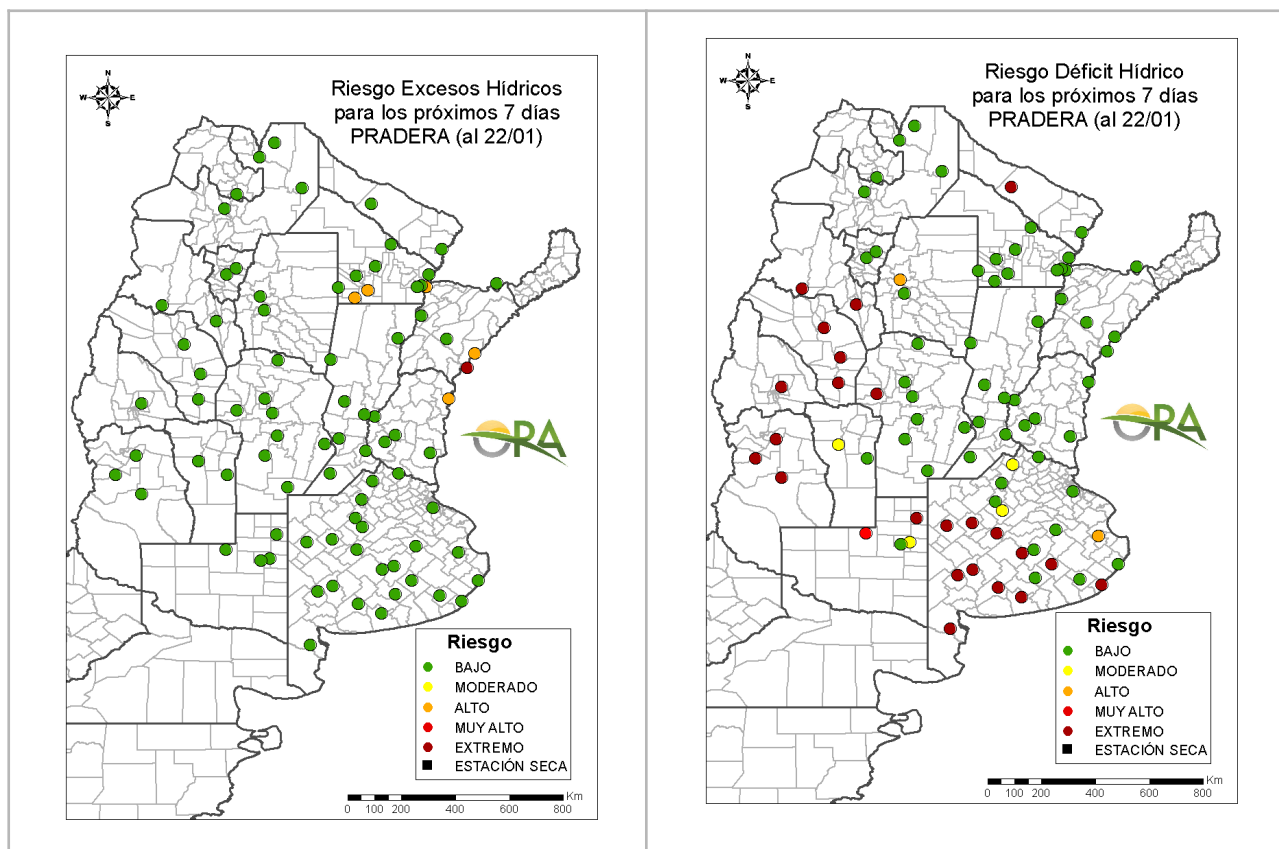 N
W E
S
Riesgo Excesos Hídricos
para los próximos 7 días
PRADERA (al 22/01)
ORA
Riesgo
BAJO
MODERADO
ALTO
MUY ALTO
EXTREMO
ESTACIÓN SECA
Km
0 100 200 400 600 800
N
W E
S
Riesgo Déficit Hídrico
para los próximos 7 días
PRADERA (al 22/01)
ORA
Riesgo
BAJO
MODERADO
ALTO
MUY ALTO
EXTREMO
ESTACIÓN SECA
Km
0 100 200 400 600 800